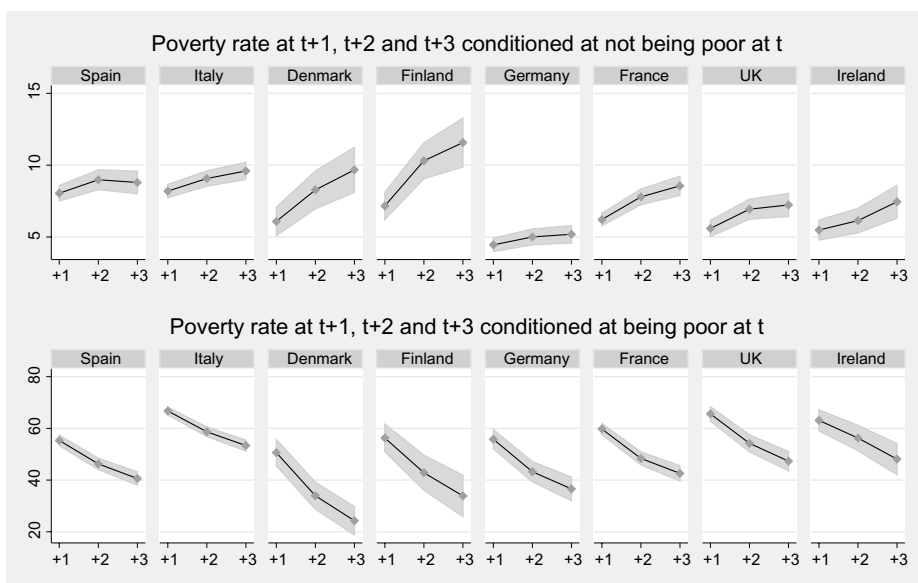 Poverty rate at t+1, t+2 and t+3 conditioned at not being poor at t
Spain Italy Denmark Finland Germany France UK Ireland
15
10
5
+1 +2 +3 +1 +2 +3 +1 +2 +3 +1 +2 +3 +1 +2 +3 +1 +2 +3 +1 +2 +3 +1 +2 +3
Poverty rate at t+1, t+2 and t+3 conditioned at being poor at t
Spain Italy Denmark Finland Germany France UK Ireland
80
60
40
20
+1 +2 +3 +1 +2 +3 +1 +2 +3 +1 +2 +3 +1 +2 +3 +1 +2 +3 +1 +2 +3 +1 +2 +3